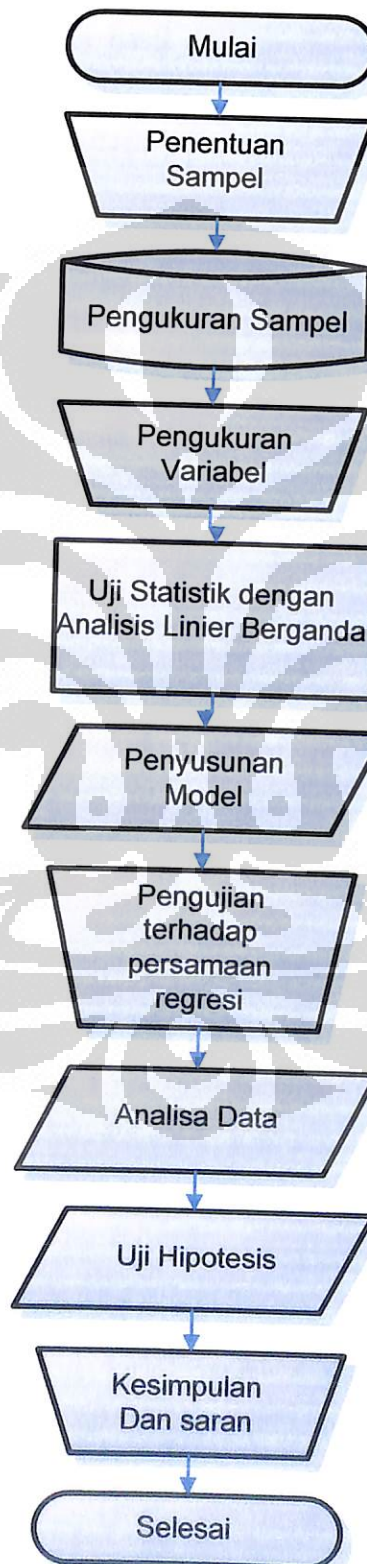 Mulai
Penentuan
Sampel
Pengukuran Sampel
Pengukuran
Variabel
Uji Statistik dengan
Analisis Linier Berganda
Penyusunan
Model
Pengujian
terhadap
persamaan
regresi
Analisa Data
Uji Hipotesis
Kesimpulan
Dan saran
Selesai